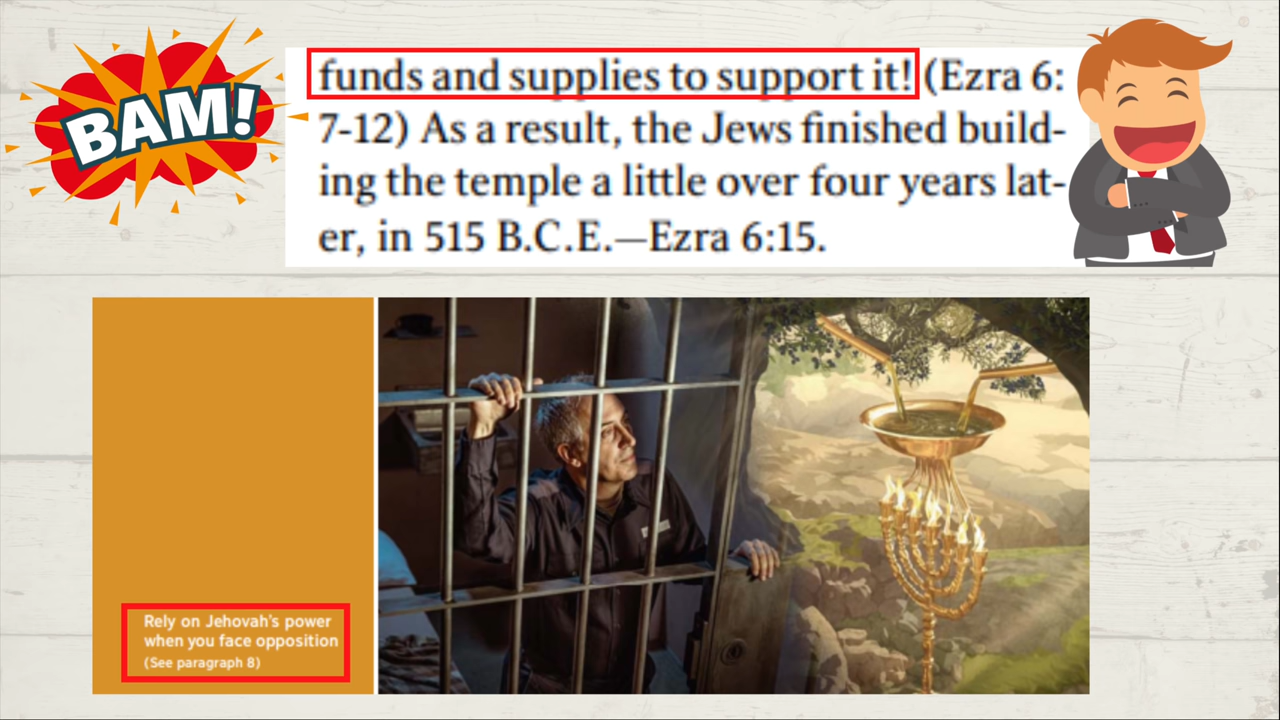 BAM!
funds and supplies to support it! (Ezra 6:
7-12) As a result, the Jews finished build-
ing the temple a little over four years lat-
er, in 515 B.C.E.—Ezra 6:15.
Rely on Jehovah's power
when you face opposition
(See paragraph 8)